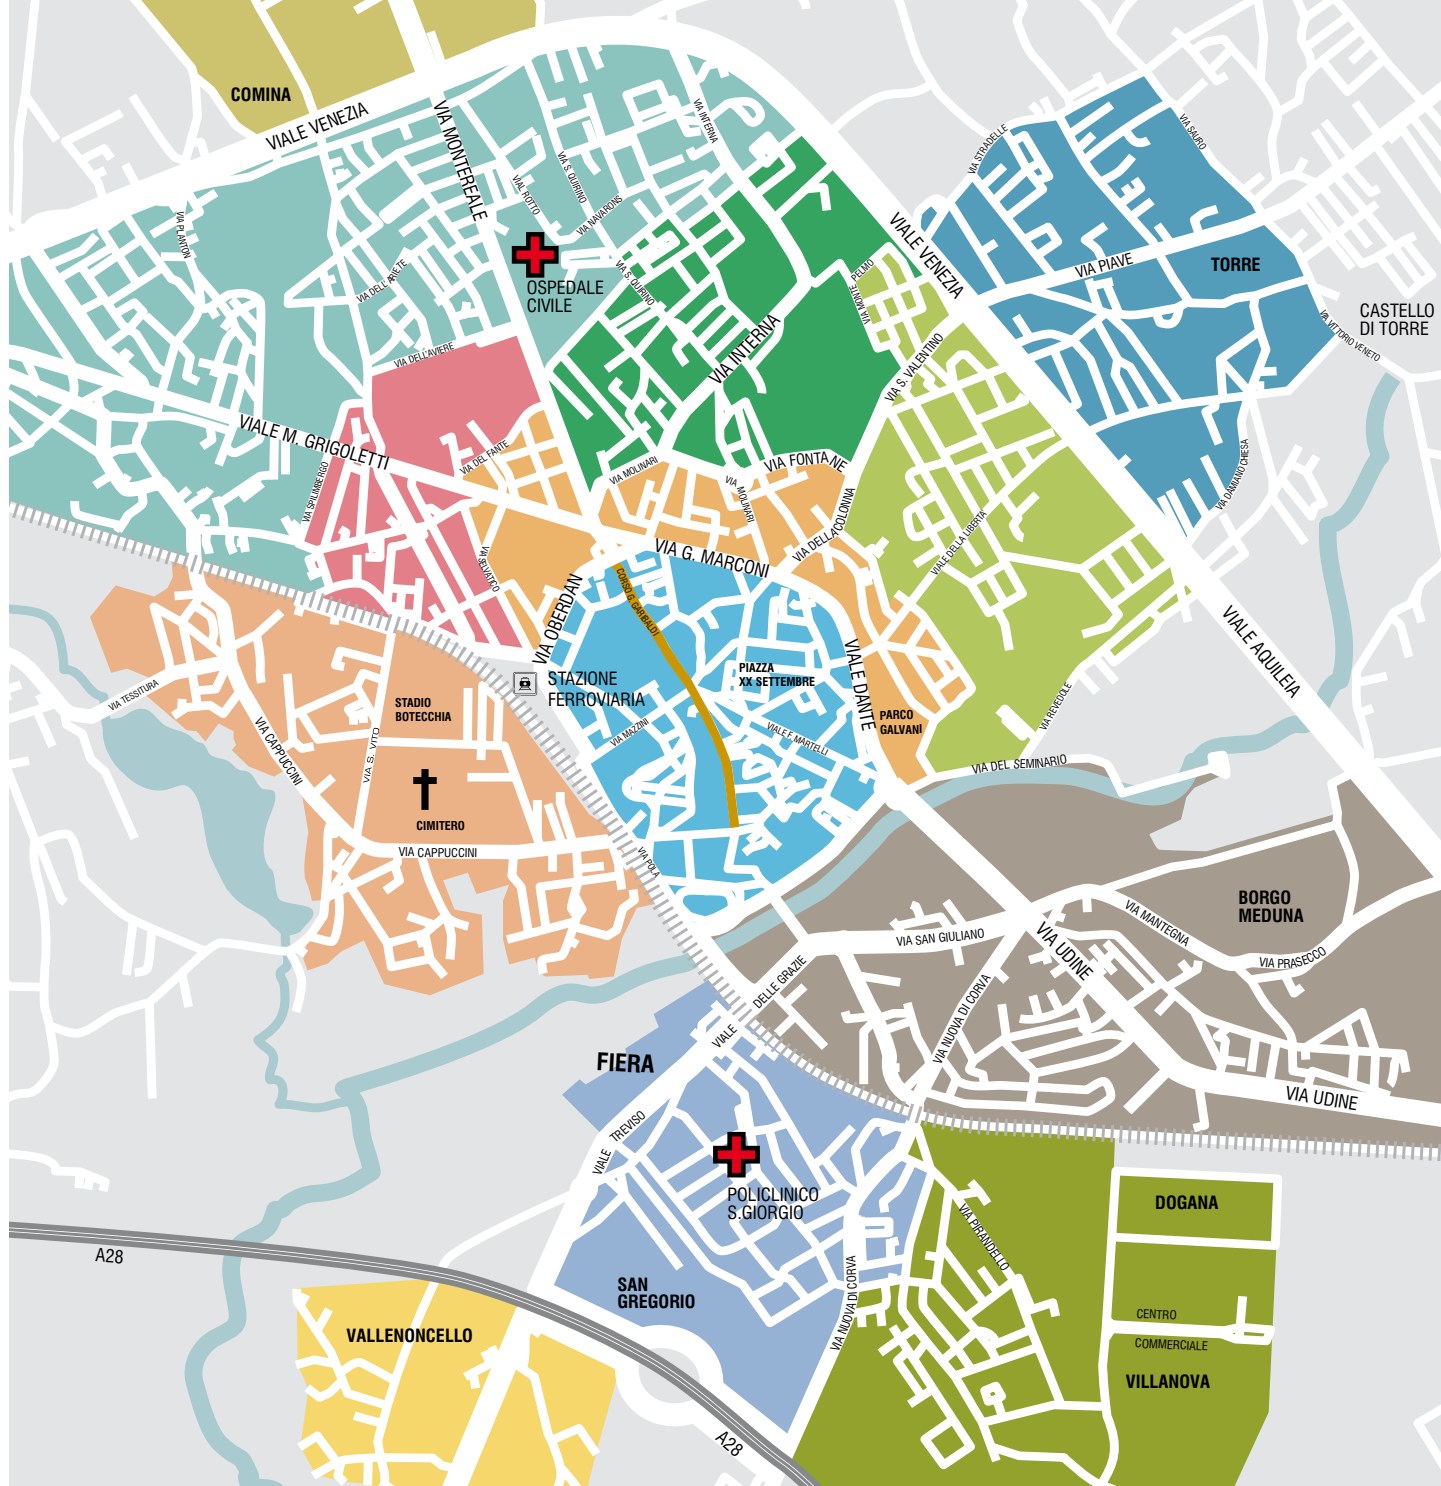 COMINA
VIALE VENEZIA
VIA MONTEREALE
VIA INTERNA
VIA STRADELLE
VIA SAURO
VIA S. QUIRINO
VIAL ROTTO
VIA NAVARONS
VIA PLANTON
VIALE VENEZIA
VIA PIAVE
TORRE
OSPEDALE
CIVILE
VIA S. QUIRINO
VIA DELL'ARIETE
VIA MONTE PELMO
CASTELLO
DI TORRE
VIA VITTORIO VENETO
VIA INTERNA
VIA S. VALENTINO
VIA DELL'AVIERE
VIALE M. GRIGOLETTI
VIA DEL FANTE
VIA SPILIMBERGO
VIA MOLINARI
VIA FONTANE
VIA MOLINARI
VIA DELLA COLONNA
VIA DAMIANO CHIESA
VIALE DELLA LIBERTA'
VIA G. MARCONI
VIA SELVATICO
VIA OBERDAN
CORSO G. GARIBALDI
VIALE AQUILEIA
STAZIONE
FERROVIARIA
PIAZZA
XX SETTEMBRE
VIALE DANTE
VIA TESSITURA
STADIO
BOTECCHIA
VIA MAZZINI
VIALE F. MARTELLI
PARCO
GALVANI
VIA REVEDOLE
VIA CAPPUCCINI
VIA S. VITO
VIA DEL SEMINARIO
CIMITERO
VIA CAPPUCCINI
VIA POLA
BORGO
MEDUNA
VIA MANTEGNA
VIA SAN GIULIANO
VIA UDINE
VIA PRASECCO
VIALE DELLE GRAZIE
VIA NUOVA DI CORVA
FIERA
VIA UDINE
VIALE TREVISO
POLICLINICO
S.GIORGIO
DOGANA
VIA PIRANDELLO
A28
SAN
GREGORIO
VIA NUOVA DI CORVA
CENTRO
COMMERCIALE
VALLENONCELLO
VILLANOVA
A28